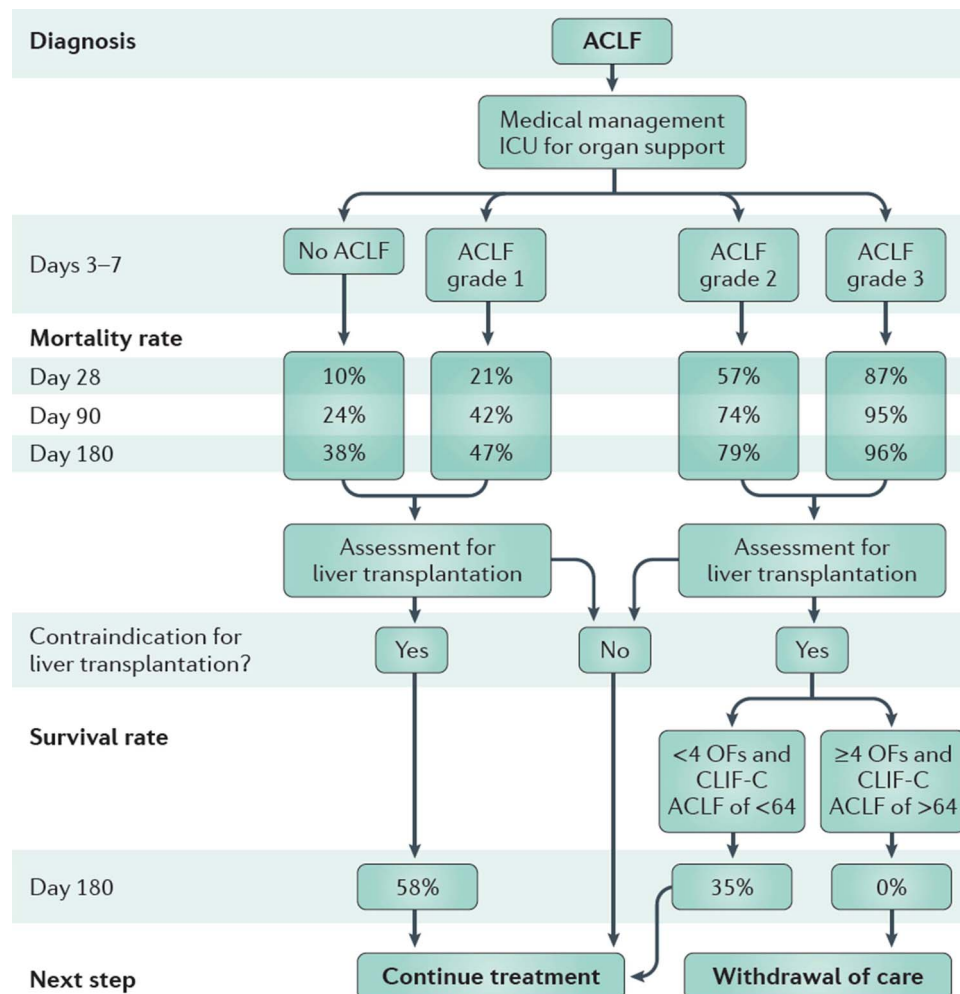 Diagnosis
ACLF
Medical management
ICU for organ support
Days 3–7
No ACLF
ACLF
grade 1
ACLF
grade 2
ACLF
grade 3
Mortality rate
Day 28
10%
21%
57%
87%
Day 90
24%
42%
74%
95%
Day 180
38%
47%
79%
96%
Assessment for
liver transplantation
Assessment for
liver transplantation
Contraindication for
liver transplantation?
Yes
No
Yes
Survival rate
<4 OFs and
CLIF-C
ACLF of <64
≥4 OFs and
CLIF-C
ACLF of >64
Day 180
58%
35%
0%
Next step
Continue treatment
Withdrawal of care